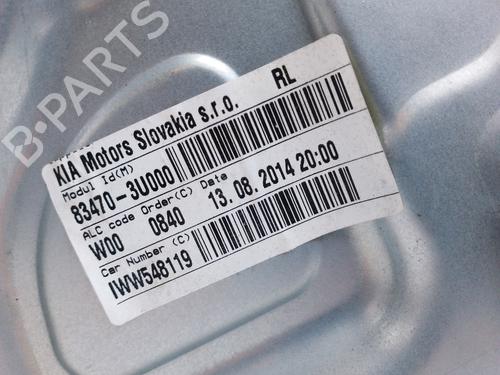 B-PARTS
KIA Motors Slovakia s.r.o. RL
Modul Id(M)
83470-3U000
ALC code Order(C) Date
W00 0840 13. 08. 2014 20:00
Car Number (C)
IWW548119